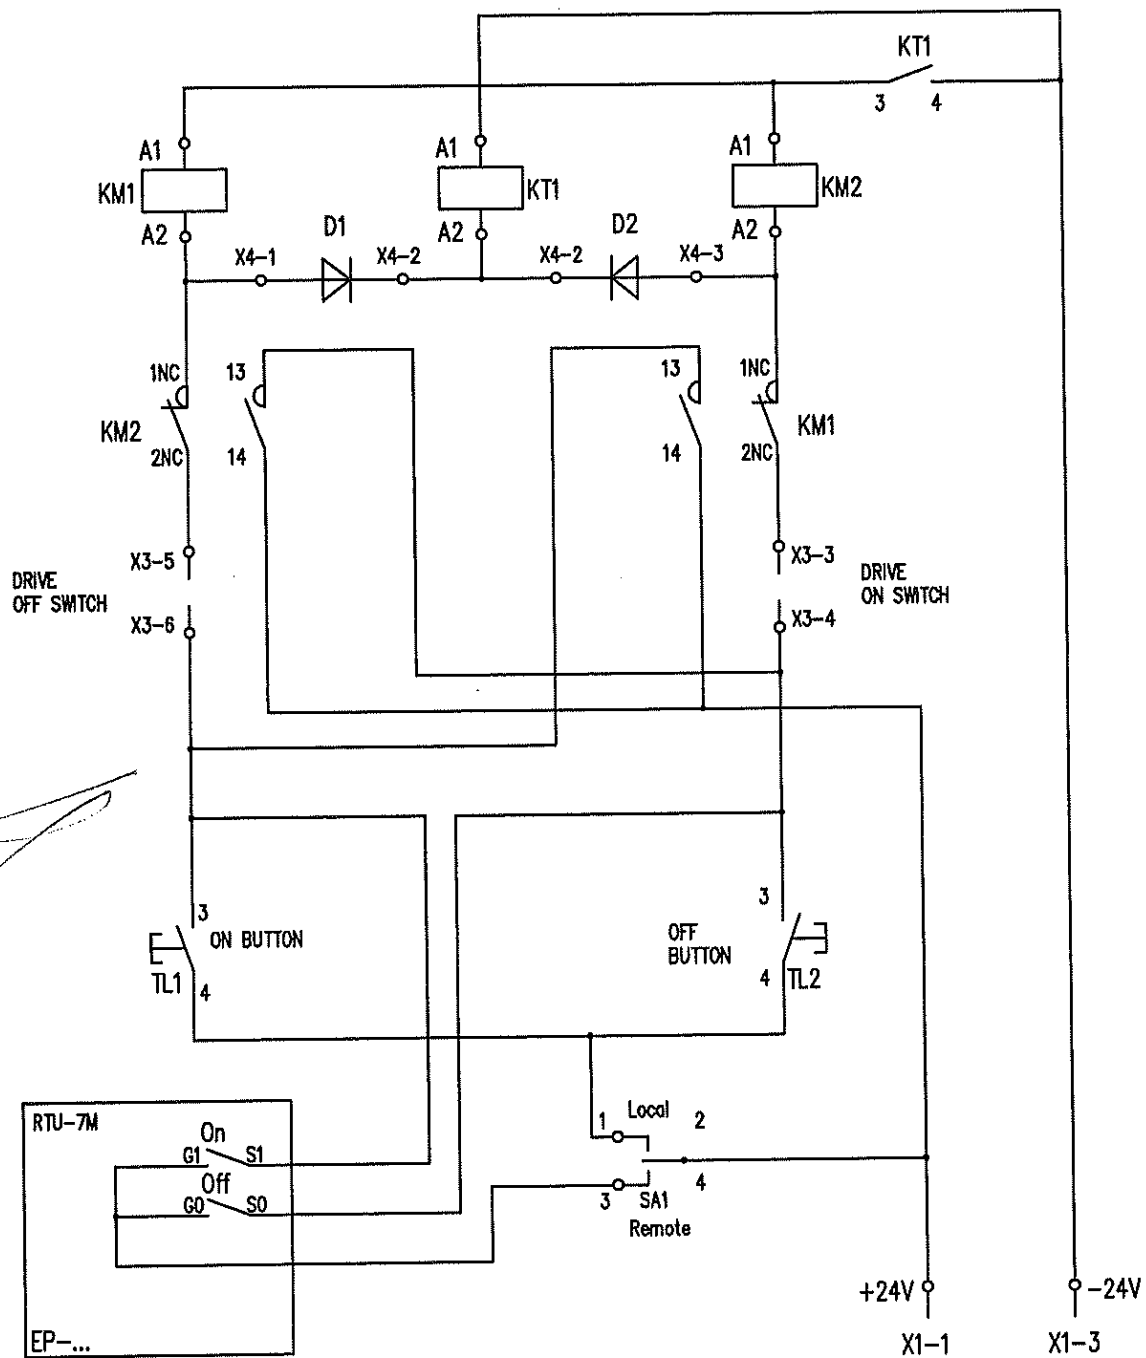 KT1
3 4
A1 A1 A1
KM1 KT1 KM2
A2 D1 A2 D2 A2
X4-1 X4-2 X4-2 X4-3
1NC 13 13 1NC
KM2 KM1
2NC 14 14 2NC
X3-5 X3-3
DRIVE
OFF SWITCH
DRIVE
ON SWITCH
X3-6 X3-4
3 ON BUTTON
TL1 4
3
OFF
BUTTON
4 TL2
RTU-7M
On
G1 S1
Off
G0 S0
EP-...
1 Local 2
3 SA1 4
Remote
+24V -24V
X1-1 X1-3